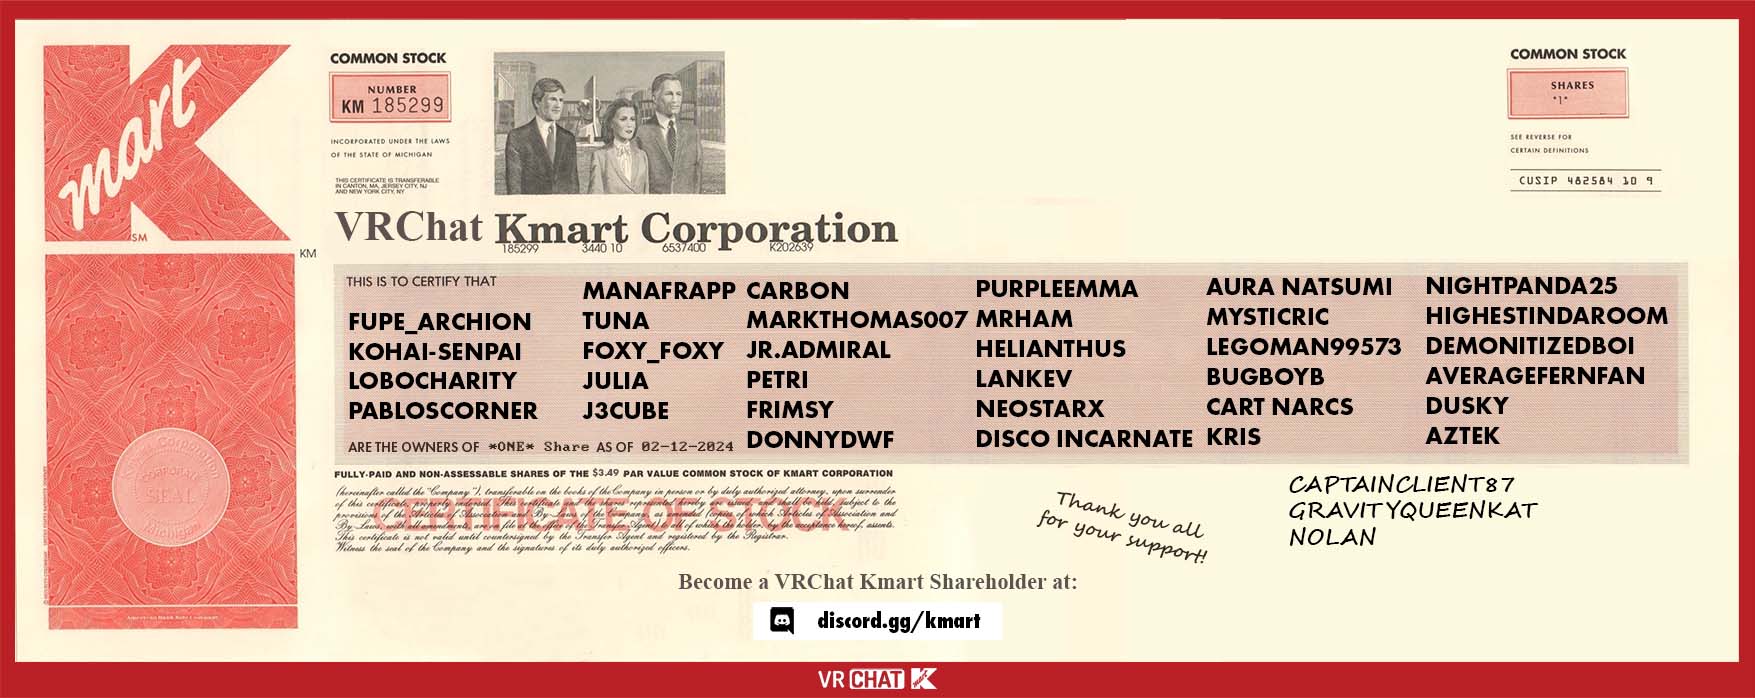 Kmart
SM
KM
COMMON STOCK
NUMBER
KM 185299
INCORPORATED UNDER THE LAWS
OF THE STATE OF MICHIGAN
THIS CERTIFICATE IS TRANSFERABLE
IN CANTON, MA, JERSEY CITY, NJ
AND NEW YORK CITY, NY
COMMON STOCK
SHARES
*1*
SEE REVERSE FOR
CERTAIN DEFINITIONS
CUSIP 482584 10 9
VRChat Kmart Corporation
185299 3440 10 6537400 K202639
THIS IS TO CERTIFY THAT
FUPE_ARCHION
KOHAI-SENPAI
LOBOCHARITY
PABLOSCORNER
MANAFRAPP
TUNA
FOXY_FOXY
JULIA
J3CUBE
CARBON
MARKTHOMAS007
JR.ADMIRAL
PETRI
FRIMSY
DONNYDWF
PURPLEEMMA
MRHAM
HELIANTHUS
LANKEV
NEOSTARX
DISCO INCARNATE
AURA NATSUMI
MYSTICRIC
LEGOMAN99573
BUGBOYB
CART NARCS
KRIS
NIGHTPANDA25
HIGHESTINDAROOM
DEMONITIZEDBOI
AVERAGEFERNFAN
DUSKY
AZTEK
ARE THE OWNERS OF *ONE* Share AS OF 02-12-2024
FULLY-PAID AND NON-ASSESSABLE SHARES OF THE $3.49 PAR VALUE COMMON STOCK OF KMART CORPORATION
(hereinafter called the "Company"), transferable on the books of the Company in person or by duly authorized attorney, upon surrender
of this certificate, properly endorsed. This certificate and the shares represented hereby are issued and shall be held subject to the
provisions of the Articles of Association and By-Laws of the Company, as amended (copies of which Articles of Association and
By-Laws, with all amendments, are on file at the office of the Transfer Agent) to all of which the holder, by the acceptance hereof, assents.
This certificate is not valid until countersigned by the Transfer Agent and registered by the Registrar.
Witness the seal of the Company and the signatures of its duly authorized officers.
CERTIFICATE OF STOCK
Corporation
CORPORATE
SEAL
Michigan
American Bank Note Company
Thank you all
for your support!
CAPTAINCLIENT87
GRAVITYQUEENKAT
NOLAN
Become a VRChat Kmart Shareholder at:
discord.gg/kmart
VRCHAT Kmart